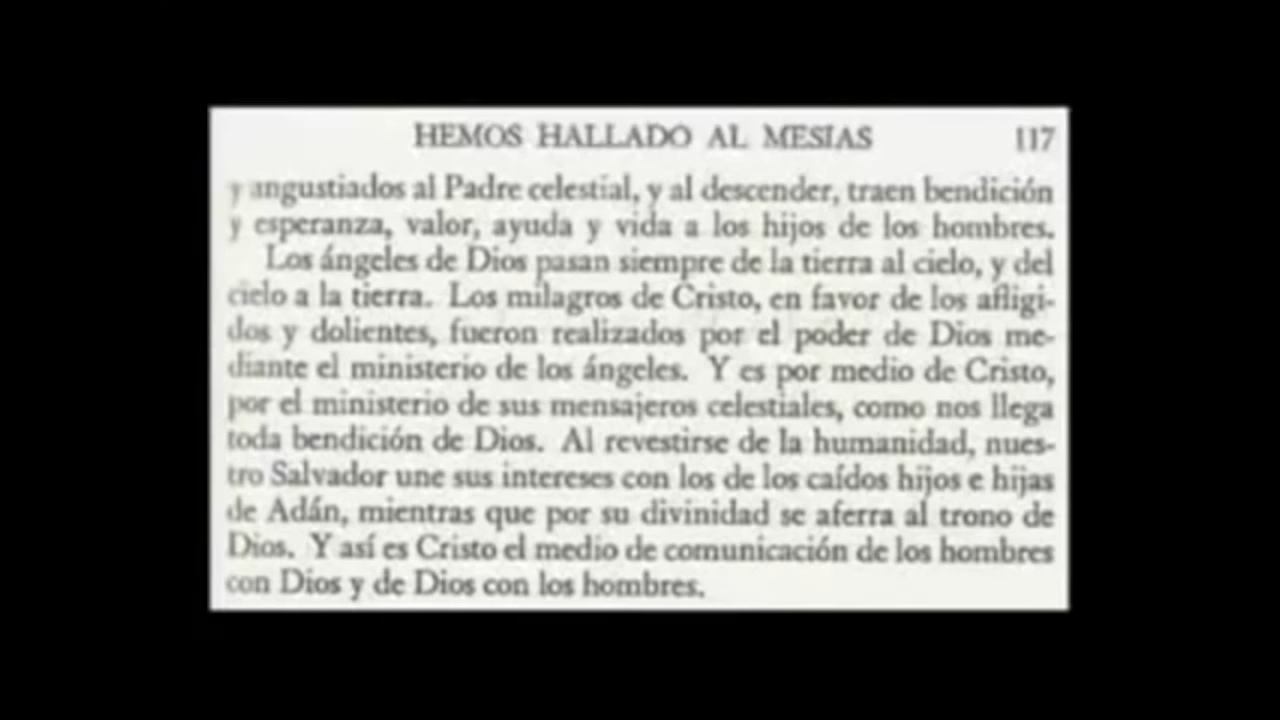 HEMOS HALLADO AL MESIAS 117
y angustiados al Padre celestial, y al descender, traen bendición
y esperanza, valor, ayuda y vida a los hijos de los hombres.
Los ángeles de Dios pasan siempre de la tierra al cielo, y del
cielo a la tierra. Los milagros de Cristo, en favor de los afligi-
dos y dolientes, fueron realizados por el poder de Dios me-
diante el ministerio de los ángeles. Y es por medio de Cristo,
por el ministerio de sus mensajeros celestiales, como nos llega
toda bendición de Dios. Al revestirse de la humanidad, nues-
tro Salvador une sus intereses con los de los caídos hijos e hijas
de Adán, mientras que por su divinidad se aferra al trono de
Dios. Y así es Cristo el medio de comunicación de los hombres
con Dios y de Dios con los hombres.